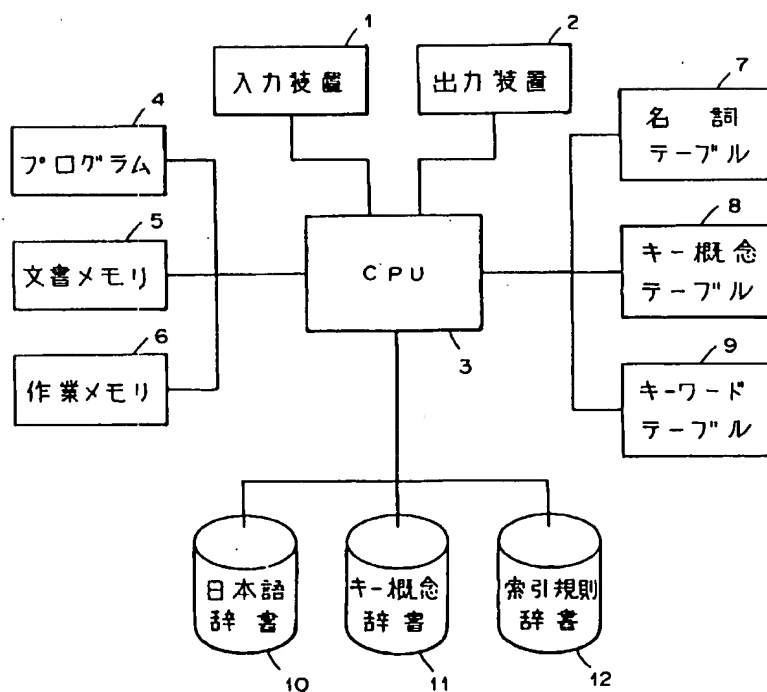 1
入力装置
2
出力装置
4
プログラム
5
文書メモリ
6
作業メモリ
CPU
3
7
名詞
テーブル
8
キー概念
テーブル
9
キーワード
テーブル
日本語
辞書
10
キー概念
辞書
11
索引規則
辞書
12